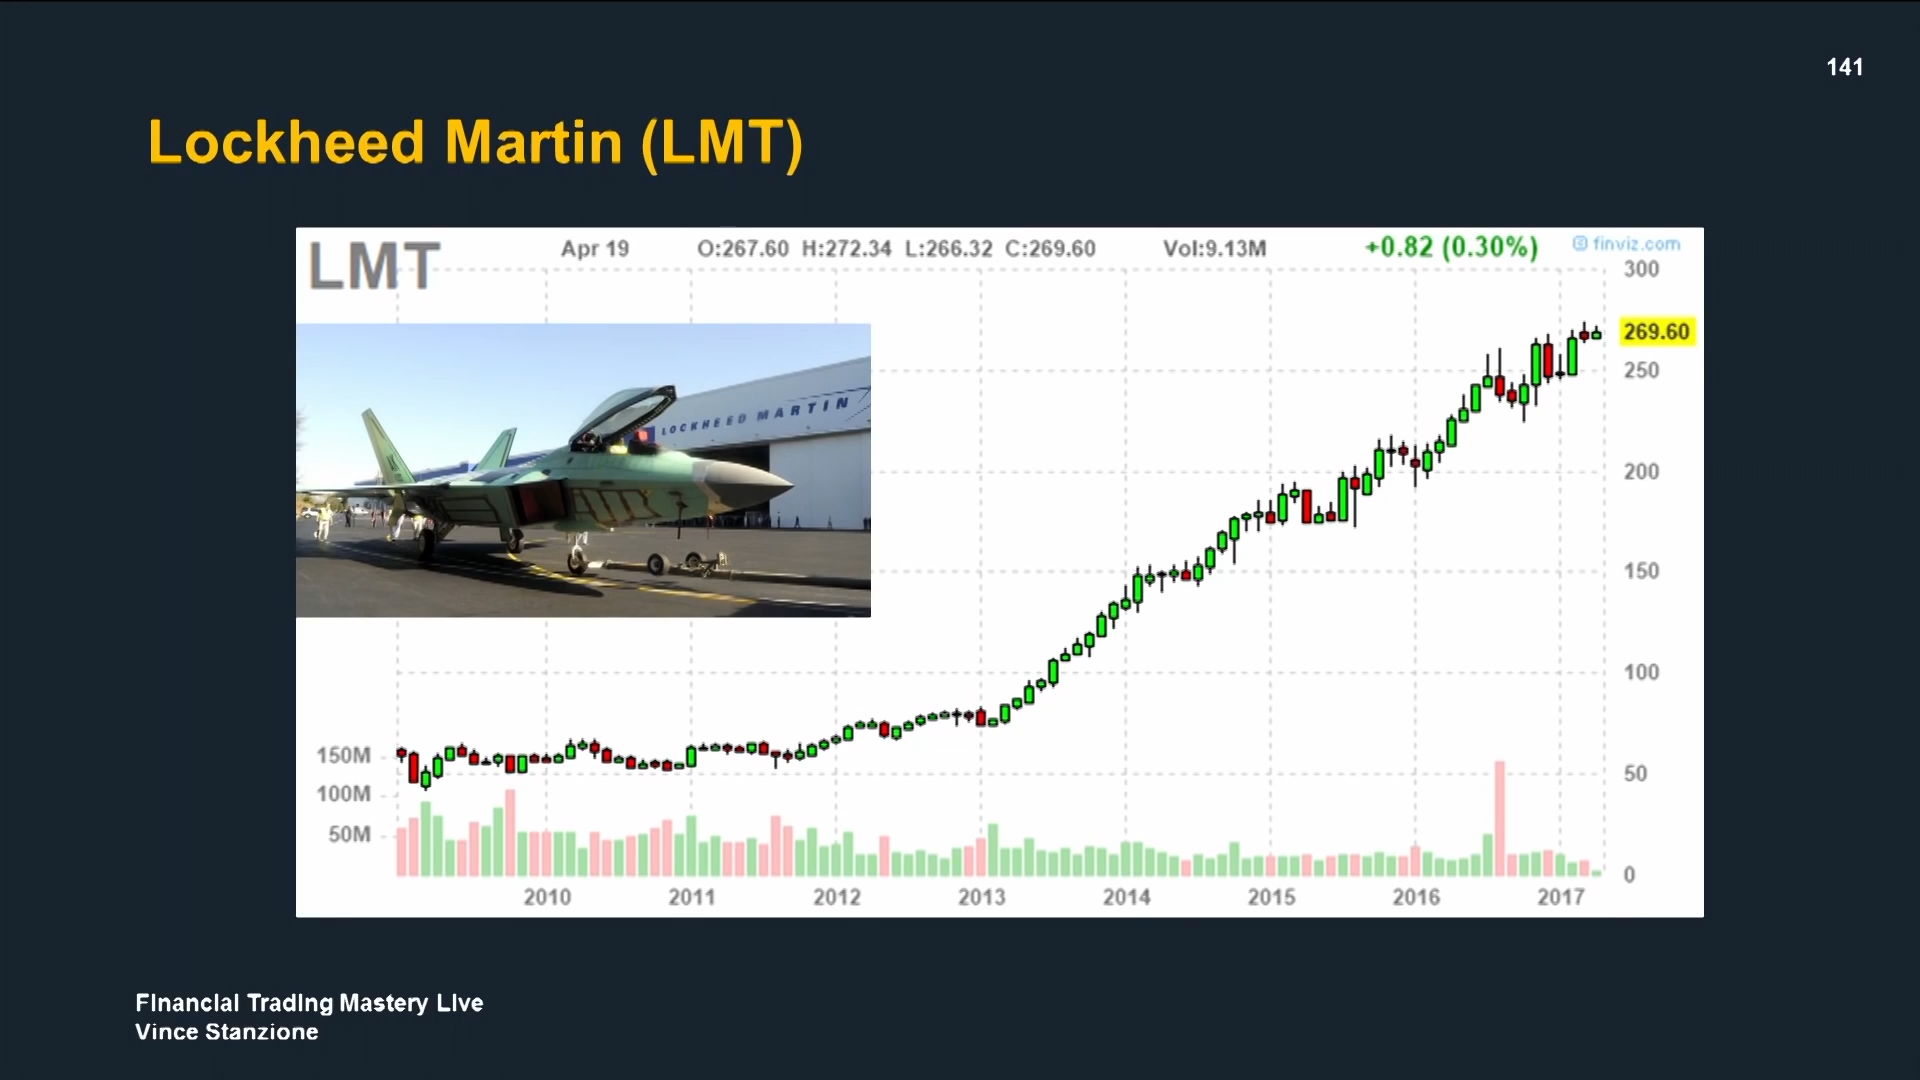 141
Lockheed Martin (LMT)
LMT
Apr 19 O:267.60 H:272.34 L:266.32 C:269.60 Vol:9.13M +0.82 (0.30%) finviz.com
300
269.60
250
LOCKHEED MARTIN
200
150
100
150M
50
100M
50M
0
2010 2011 2012 2013 2014 2015 2016 2017
Financial Trading Mastery Live
Vince Stanzione